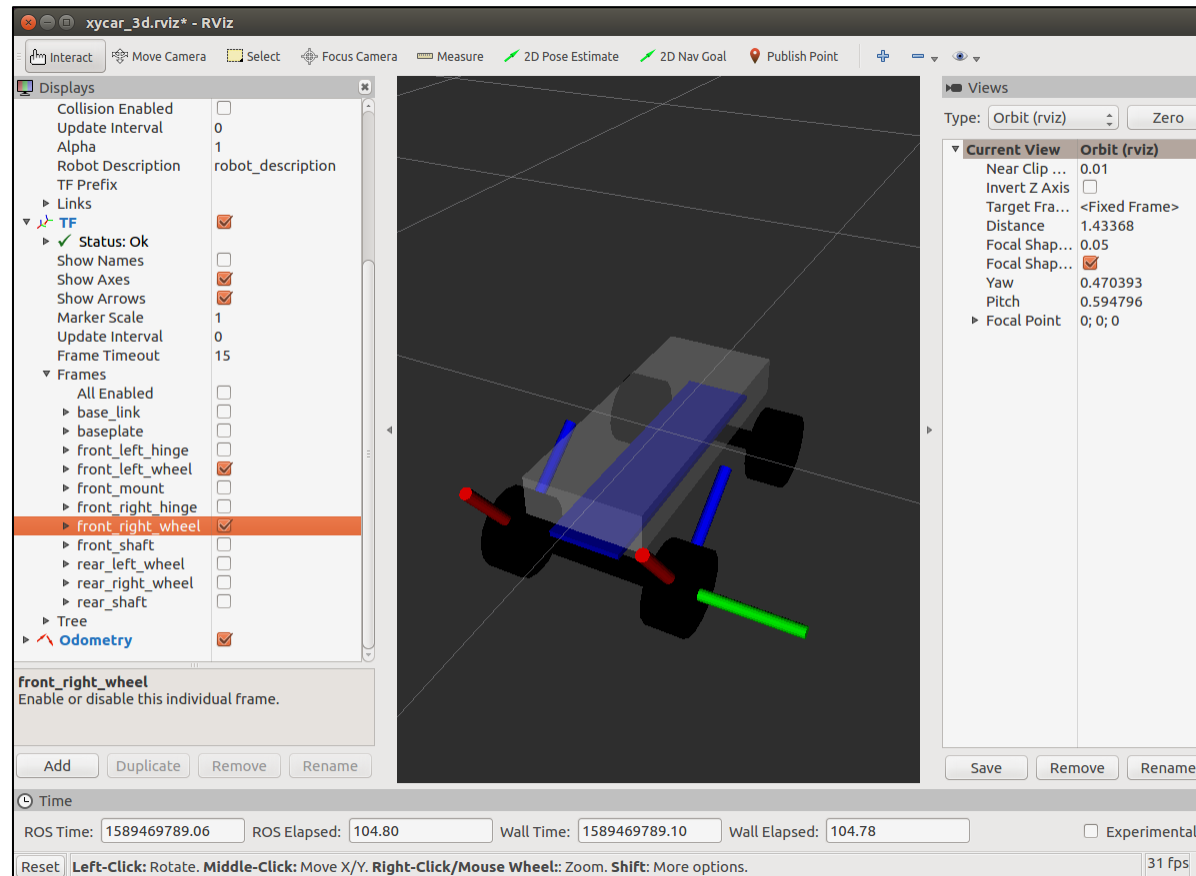 xycar_3d.rviz* - RViz
Interact Move Camera Select Focus Camera Measure 2D Pose Estimate 2D Nav Goal Publish Point
Displays
Collision Enabled
Update Interval 0
Alpha 1
Robot Description robot_description
TF Prefix
Links
TF
Status: Ok
Show Names
Show Axes
Show Arrows
Marker Scale 1
Update Interval 0
Frame Timeout 15
Frames
All Enabled
base_link
baseplate
front_left_hinge
front_left_wheel
front_mount
front_right_hinge
front_right_wheel
front_shaft
rear_left_wheel
rear_right_wheel
rear_shaft
Tree
Odometry
front_right_wheel
Enable or disable this individual frame.
Add Duplicate Remove Rename
Views
Type: Orbit (rviz) Zero
Current View Orbit (rviz)
Near Clip ... 0.01
Invert Z Axis
Target Fra... <Fixed Frame>
Distance 1.43368
Focal Shap... 0.05
Focal Shap...
Yaw 0.470393
Pitch 0.594796
Focal Point 0; 0; 0
Save Remove Rename
Time
ROS Time: 1589469789.06 ROS Elapsed: 104.80 Wall Time: 1589469789.10 Wall Elapsed: 104.78 Experimental
Reset Left-Click: Rotate. Middle-Click: Move X/Y. Right-Click/Mouse Wheel:: Zoom. Shift: More options. 31 fps